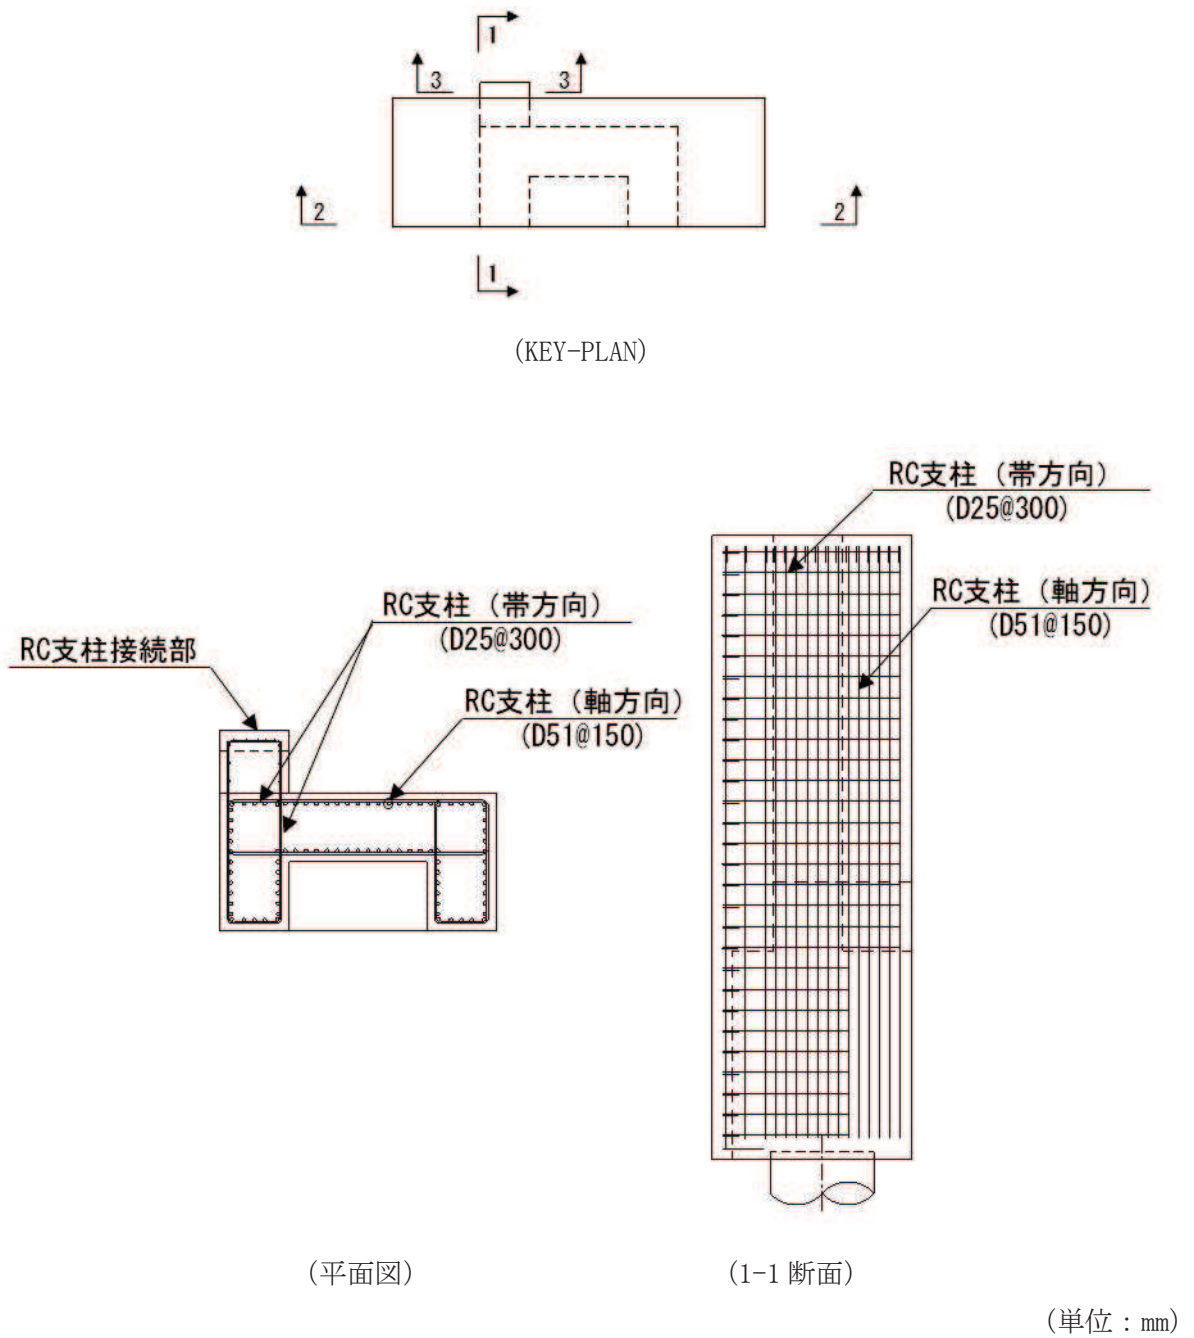 1
3 3
2 2
1
(KEY-PLAN)
RC支柱（帯方向）
(D25@300)
RC支柱（軸方向）
(D51@150)
RC支柱（帯方向）
(D25@300)
RC支柱接続部
RC支柱（軸方向）
(D51@150)
(平面図)
(1-1 断面)
(単位：mm)